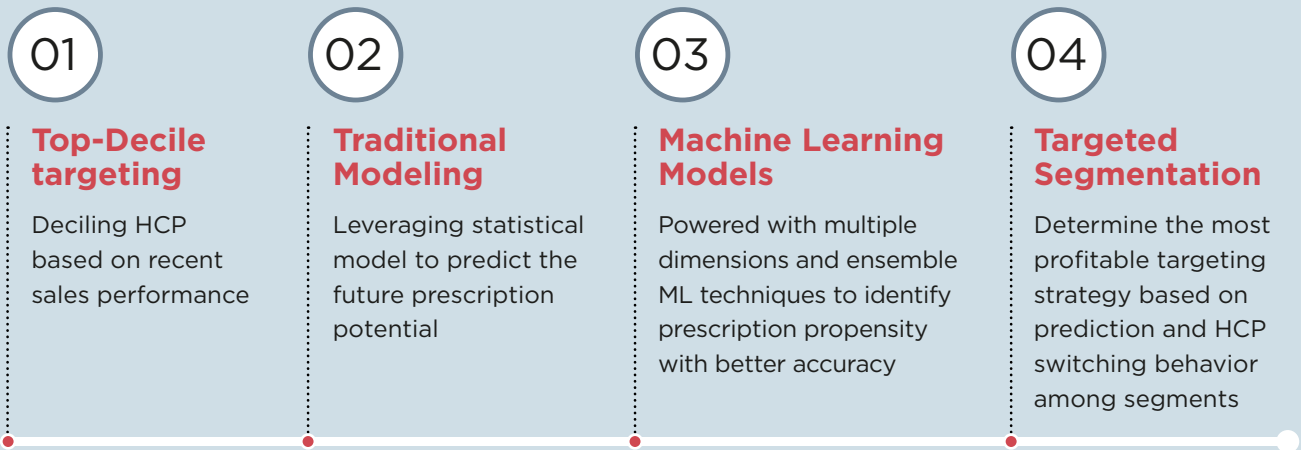 01
Top-Decile
targeting
Deciling HCP
based on recent
sales performance
02
Traditional
Modeling
Leveraging statistical
model to predict the
future prescription
potential
03
Machine Learning
Models
Powered with multiple
dimensions and ensemble
ML techniques to identify
prescription propensity
with better accuracy
04
Targeted
Segmentation
Determine the most
profitable targeting
strategy based on
prediction and HCP
switching behavior
among segments